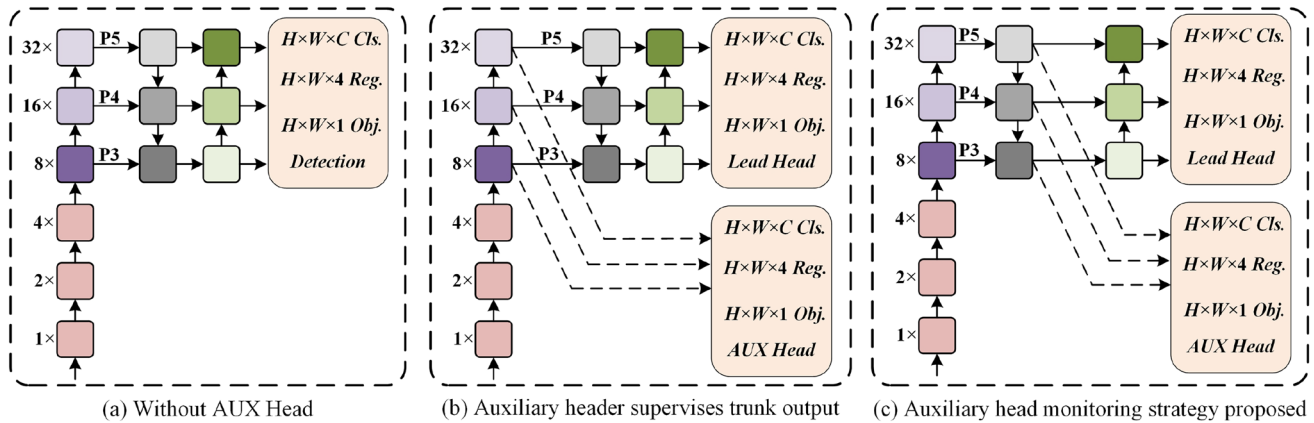 32×
P5
16×
P4
8×
P3
4×
2×
1×
H×W×C Cls.
H×W×4 Reg.
H×W×1 Obj.
Detection
(a) Without AUX Head
32×
P5
16×
P4
8×
P3
4×
2×
1×
H×W×C Cls.
H×W×4 Reg.
H×W×1 Obj.
Lead Head
H×W×C Cls.
H×W×4 Reg.
H×W×1 Obj.
AUX Head
(b) Auxiliary header supervises trunk output
32×
P5
16×
P4
8×
P3
4×
2×
1×
H×W×C Cls.
H×W×4 Reg.
H×W×1 Obj.
Lead Head
H×W×C Cls.
H×W×4 Reg.
H×W×1 Obj.
AUX Head
(c) Auxiliary head monitoring strategy proposed